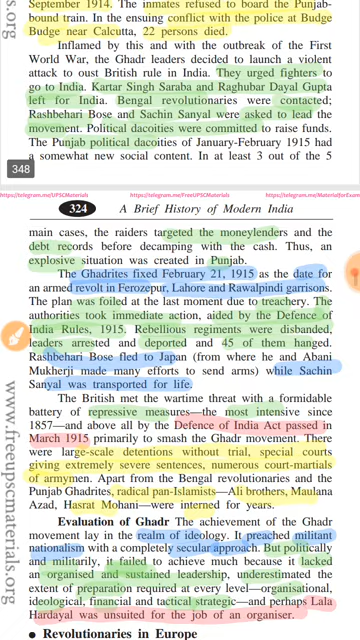 September 1914. The inmates refused to board the Punjab-
bound train. In the ensuing conflict with the police at Budge
Budge near Calcutta, 22 persons died.
Inflamed by this and with the outbreak of the First
World War, the Ghadr leaders decided to launch a violent
attack to oust British rule in India. They urged fighters to
go to India. Kartar Singh Saraba and Raghubar Dayal Gupta
left for India. Bengal revolutionaries were contacted;
Rashbehari Bose and Sachin Sanyal were asked to lead the
movement. Political dacoities were committed to raise funds.
The Punjab political dacoities of January-February 1915 had
a somewhat new social content. In at least 3 out of the 5
348
https://telegram.me/UPSCMaterials https://telegram.me/UPSCMaterials https://telegram.me/MaterialforExam
324 A Brief History of Modern India
main cases, the raiders targeted the moneylenders and the
debt records before decamping with the cash. Thus, an
explosive situation was created in Punjab.
The Ghadrites fixed February 21, 1915 as the date for
an armed revolt in Ferozepur, Lahore and Rawalpindi garrisons.
The plan was foiled at the last moment due to treachery. The
authorities took immediate action, aided by the Defence of
India Rules, 1915. Rebellious regiments were disbanded,
leaders arrested and deported and 45 of them hanged.
Rashbehari Bose fled to Japan (from where he and Abani
Mukherji made many efforts to send arms) while Sachin
Sanyal was transported for life.
The British met the wartime threat with a formidable
battery of repressive measures—the most intensive since
1857—and above all by the Defence of India Act passed in
March 1915 primarily to smash the Ghadr movement. There
were large-scale detentions without trial, special courts
giving extremely severe sentences, numerous court-martials
of armymen. Apart from the Bengal revolutionaries and the
Punjab Ghadrites, radical pan-Islamists—Ali brothers, Maulana
Azad, Hasrat Mohani—were interned for years.
Evaluation of Ghadr The achievement of the Ghadr
movement lay in the realm of ideology. It preached militant
nationalism with a completely secular approach. But politically
and militarily, it failed to achieve much because it lacked
an organised and sustained leadership, underestimated the
extent of preparation required at every level—organisational,
ideological, financial and tactical strategic—and perhaps Lala
Hardayal was unsuited for the job of an organiser.
● Revolutionaries in Europe
www.freeupscmaterials.org
s.org